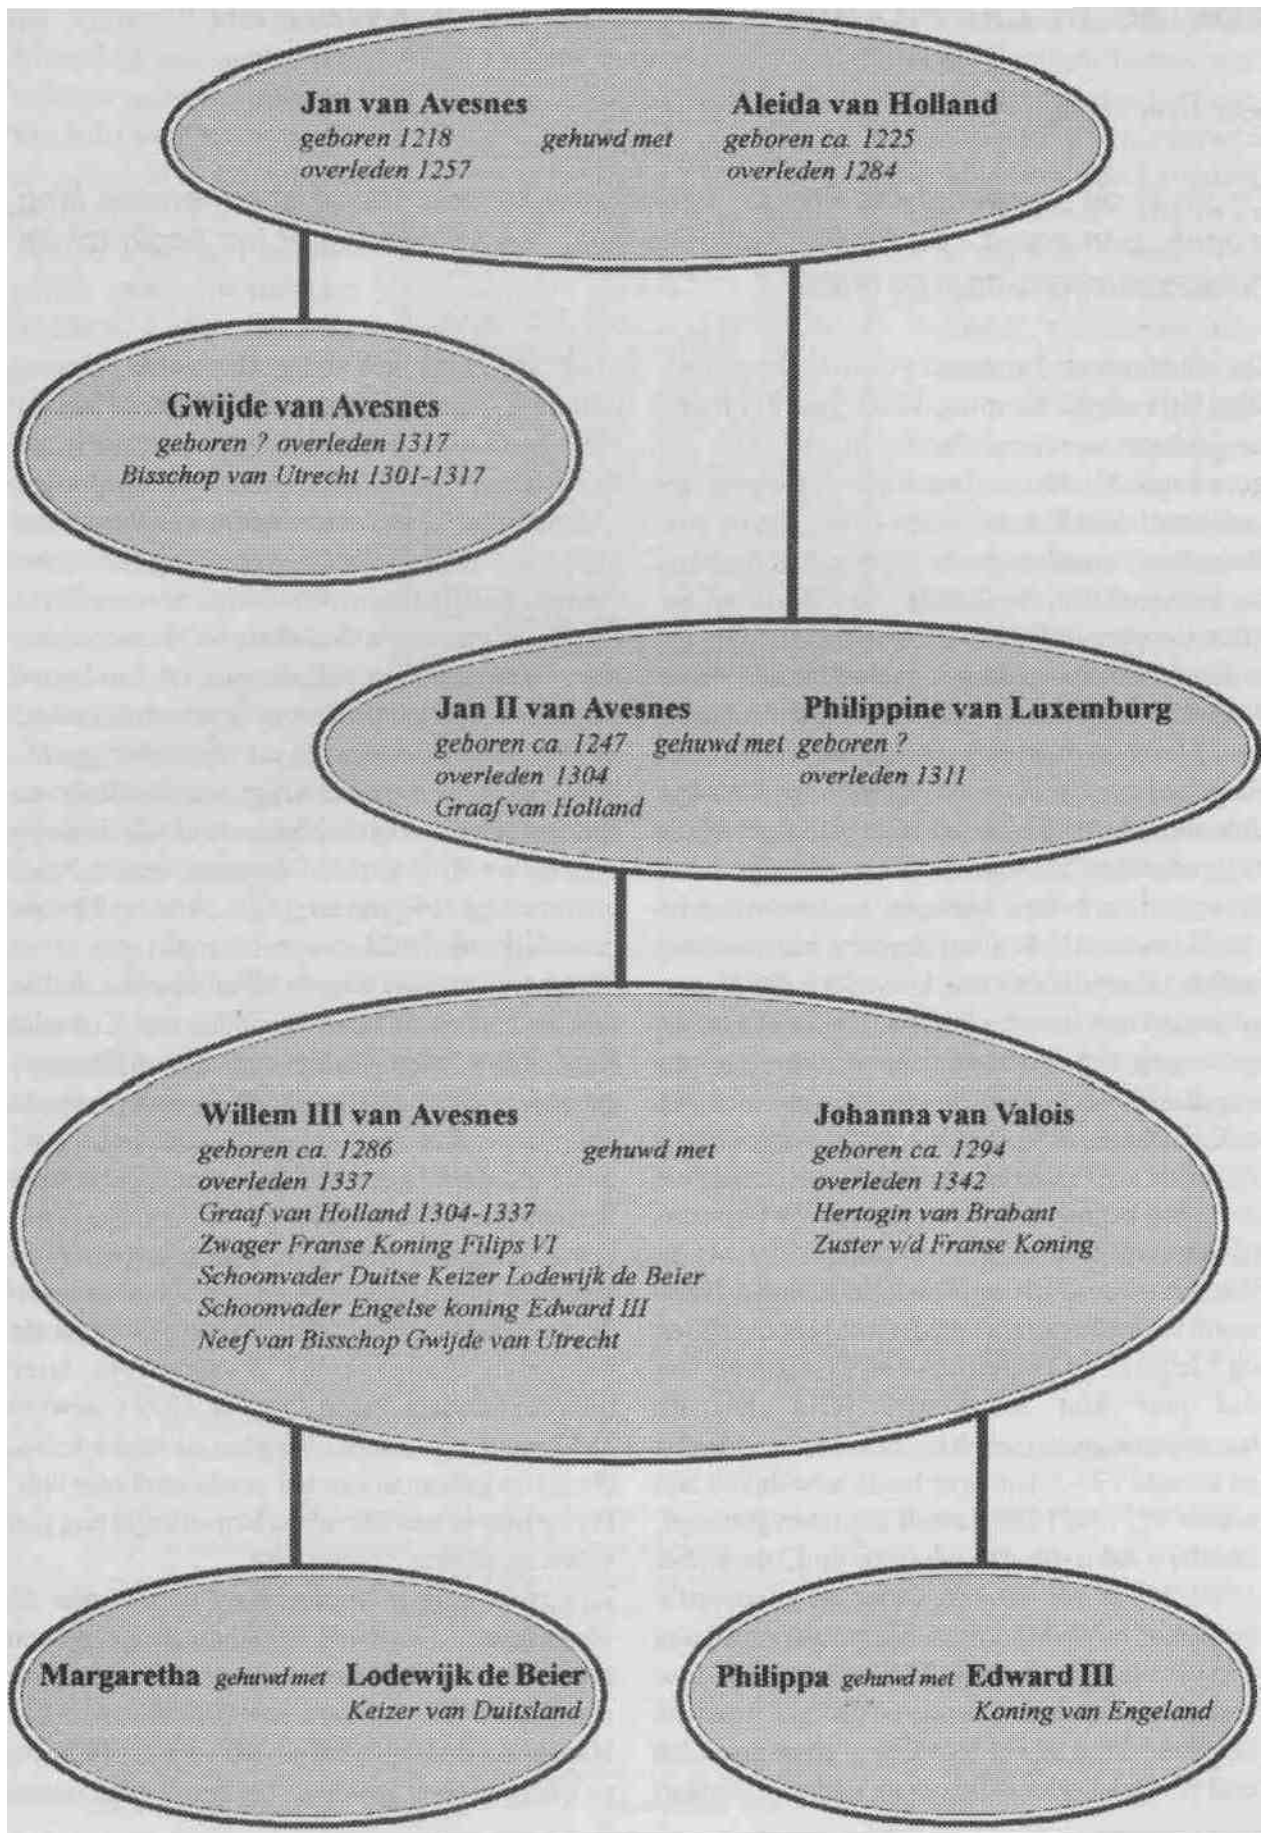 Jan van Avesnes Aleida van Holland
geboren 1218 gehuwd met geboren ca. 1225
overleden 1257 overleden 1284
Gwijde van Avesnes
geboren ? overleden 1317
Bisschop van Utrecht 1301-1317
Jan II van Avesnes Philippine van Luxemburg
geboren ca. 1247 gehuwd met geboren ?
overleden 1304 overleden 1311
Graaf van Holland
Willem III van Avesnes Johanna van Valois
geboren ca. 1286 gehuwd met geboren ca. 1294
overleden 1337 overleden 1342
Graaf van Holland 1304-1337 Hertogin van Brabant
Zwager Franse Koning Filips VI Zuster v/d Franse Koning
Schoonvader Duitse Keizer Lodewijk de Beier
Schoonvader Engelse koning Edward III
Neef van Bisschop Gwijde van Utrecht
Margaretha gehuwd met Lodewijk de Beier
Keizer van Duitsland
Philippa gehuwd met Edward III
Koning van Engeland